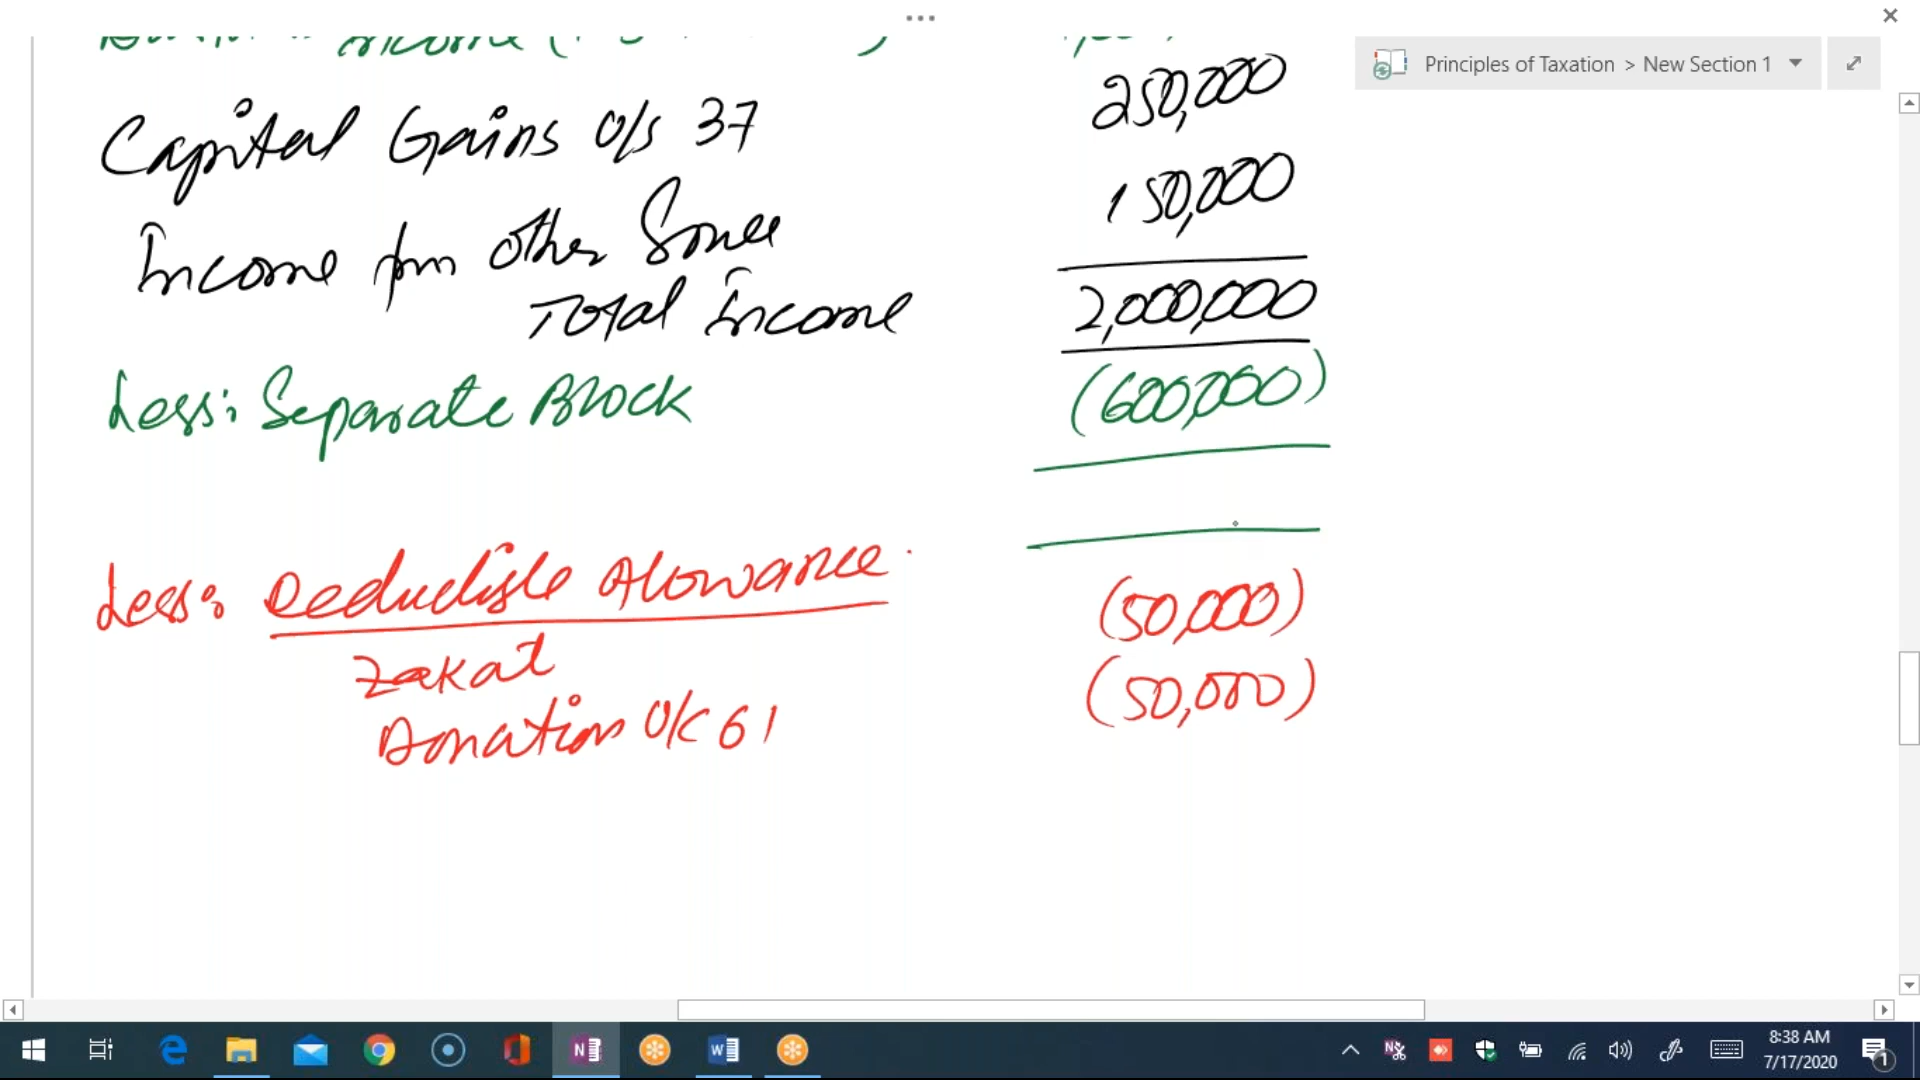 Principles of Taxation > New Section 1
income (
250,000
Capital Gains U/s 37
150,000
Income from other Source
Total Income 2,000,000
Less: Separate Block (600,000)
Less: Deductible Allowance (50,000)
Zakat (50,000)
Donation U/C 61
8:38 AM
7/17/2020
1